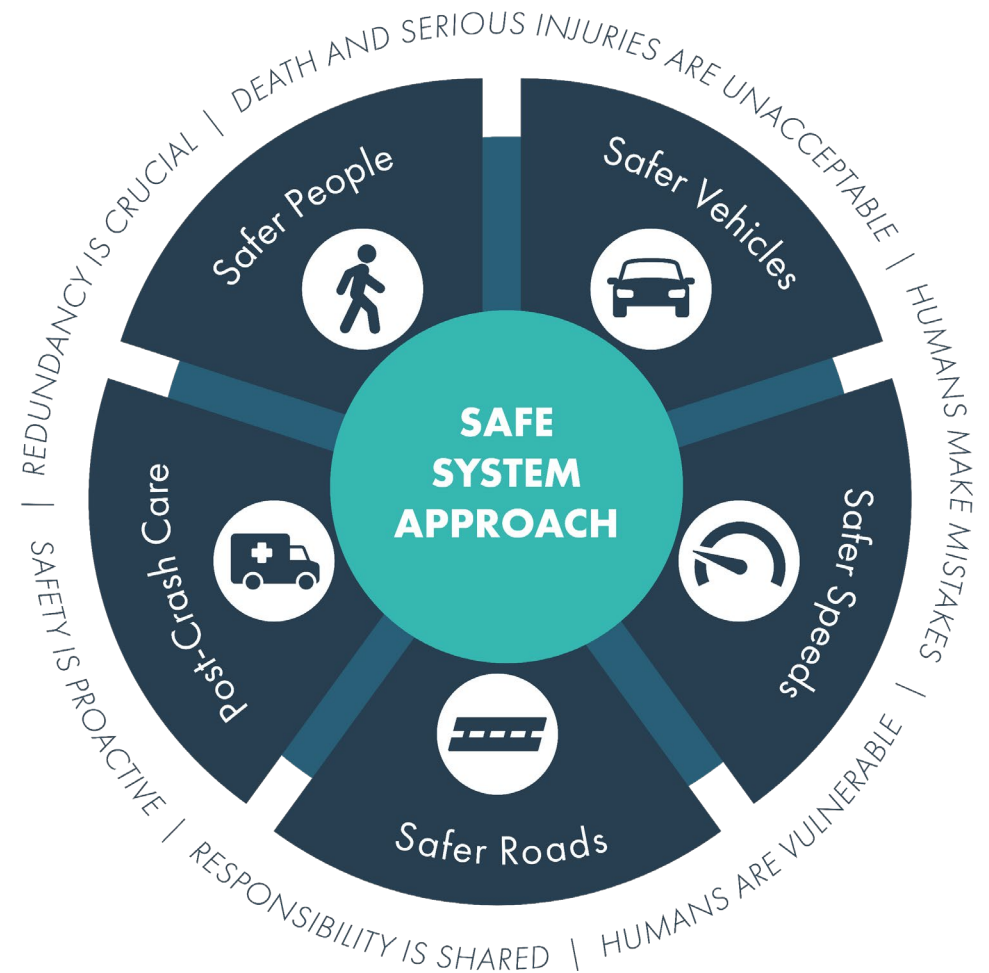 DEATH AND SERIOUS INJURIES ARE UNACCEPTABLE | HUMANS MAKE MISTAKES | HUMANS ARE VULNERABLE | RESPONSIBILITY IS SHARED | SAFETY IS PROACTIVE | REDUNDANCY IS CRUCIAL |
Safer People
Safer Vehicles
Safer Speeds
Safer Roads
Post-Crash Care
SAFE
SYSTEM
APPROACH